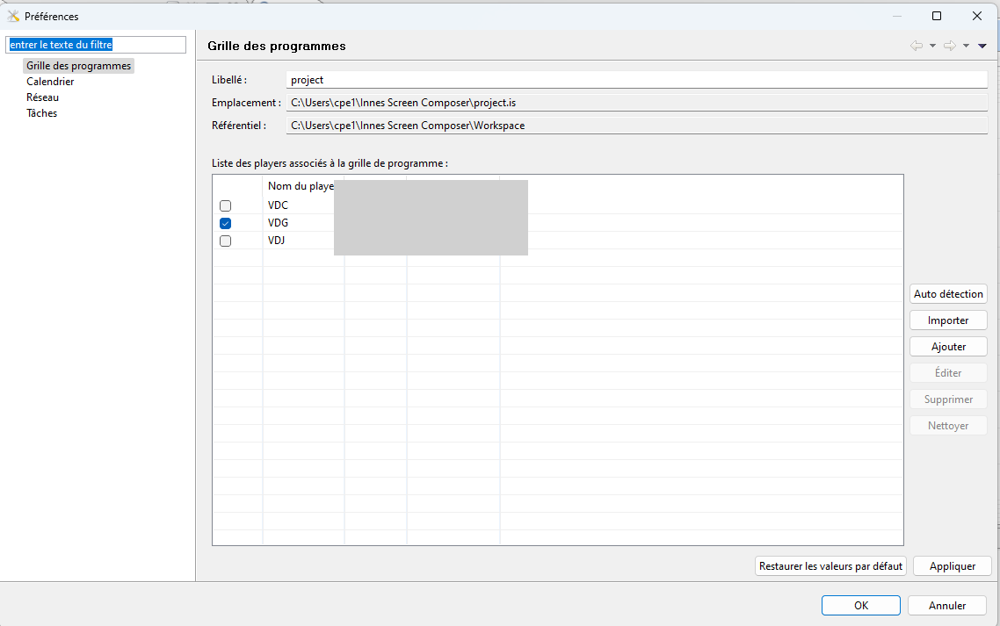 Préférences
entrer le texte du filtre
Grille des programmes
Calendrier
Réseau
Tâches
Grille des programmes
Libellé : project
Emplacement : C:\Users\cpe1\Innes Screen Composer\project.is
Référentiel : C:\Users\cpe1\Innes Screen Composer\Workspace
Liste des players associés à la grille de programme :
Nom du playe
VDC
VDG
VDJ
Auto détection
Importer
Ajouter
Éditer
Supprimer
Nettoyer
Restaurer les valeurs par défaut
Appliquer
OK
Annuler